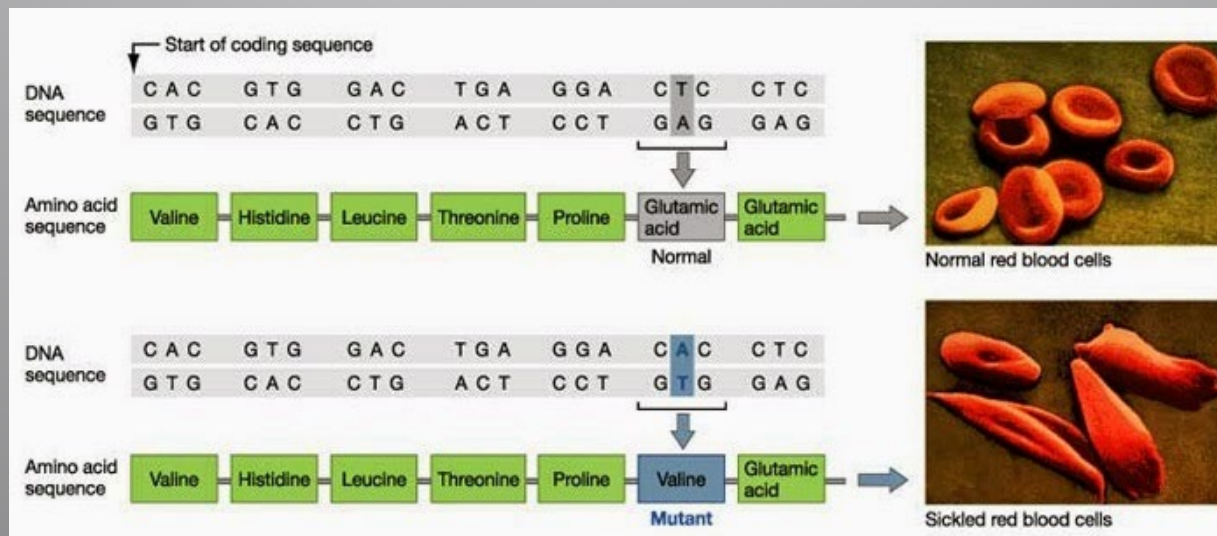 Start of coding sequence
DNA
sequence
C A C G T G G A C T G A G G A C T C C T C
G T G C A C C T G A C T C C T G A G G A G
Amino acid
sequence
Valine Histidine Leucine Threonine Proline Glutamic
acid Glutamic
acid
Normal
Normal red blood cells
DNA
sequence
C A C G T G G A C T G A G G A C A C C T C
G T G C A C C T G A C T C C T G T G G A G
Amino acid
sequence
Valine Histidine Leucine Threonine Proline Valine Glutamic
acid
Mutant
Sickled red blood cells